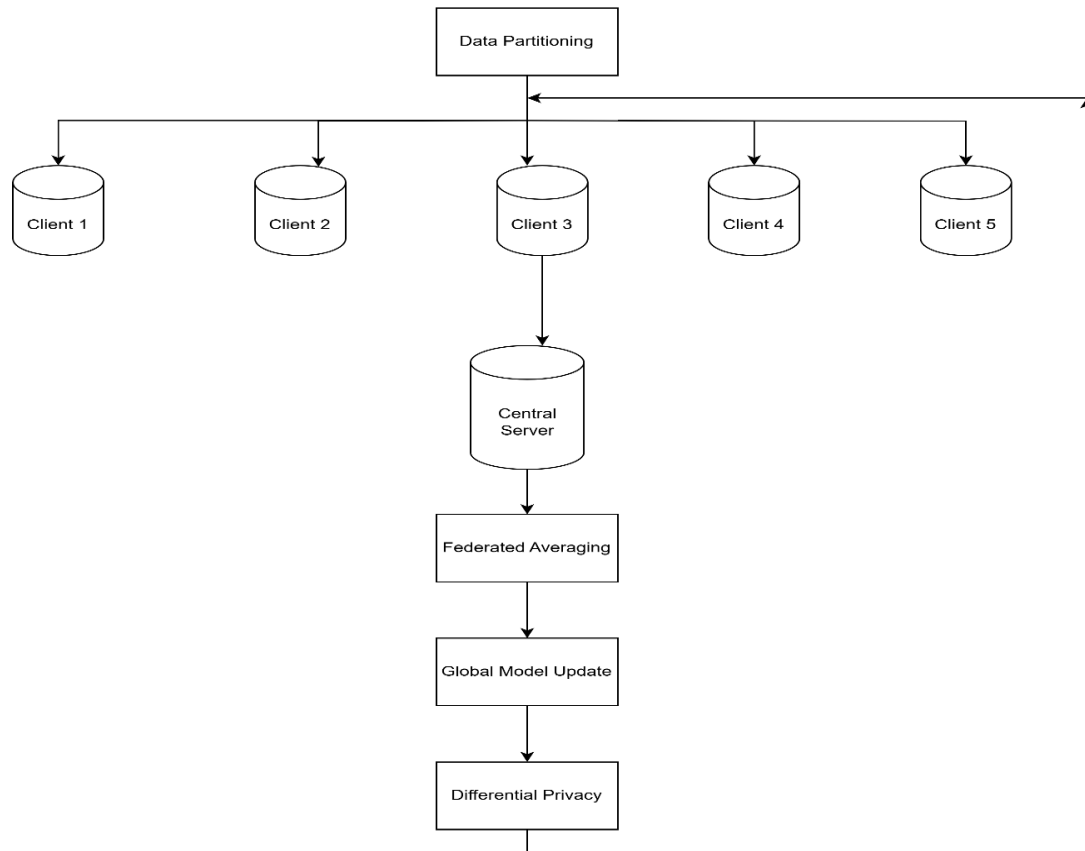 Data Partitioning
Client 1
Client 2
Client 3
Client 4
Client 5
Central
Server
Federated Averaging
Global Model Update
Differential Privacy